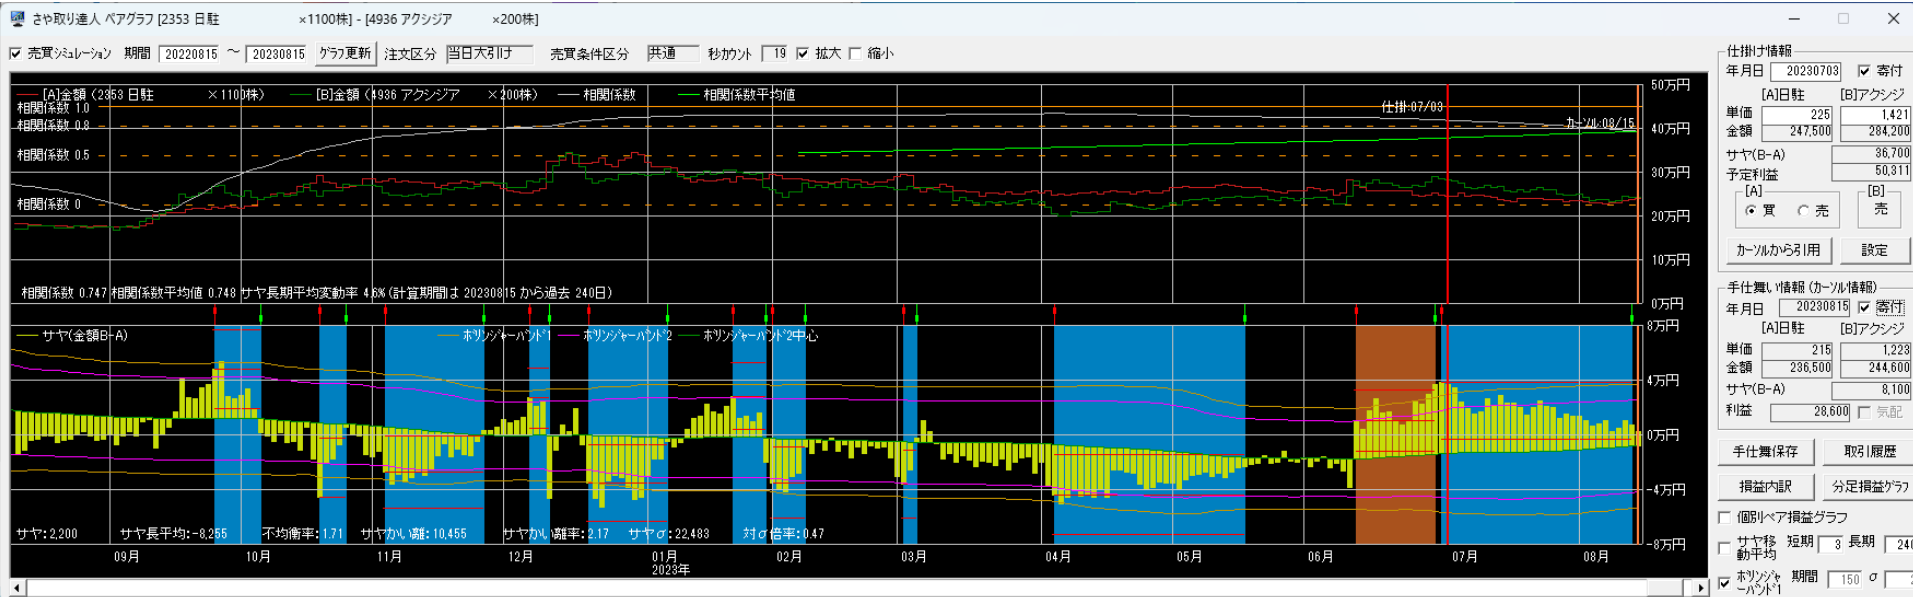 さや取り達人 ペアグラフ [2353 日駐 ×1100株] - [4936 アクシジア ×200株]
売買シミュレーション 期間 20220815 ～ 20230815 グラフ更新 注文区分 当日大引け 売買条件区分 共通 秒カウント 19 拡大 縮小
[A]金額 (2353 日駐 ×1100株) [B]金額 (4936 アクシジア ×200株) 相関係数 相関係数平均値
相関係数 1.0
相関係数 0.8
相関係数 0.5
相関係数 0
仕掛:07/03
カーソル:08/15
50万円
40万円
30万円
20万円
10万円
0万円
相関係数 0.747 相関係数平均値 0.748 サヤ長期平均変動率 4.6% (計算期間は 20230815 から過去 240日)
サヤ(金額B-A) ボリンジャーバンド1 ボリンジャーバンド2 ボリンジャーバンド2中心
8万円
4万円
0万円
-4万円
-8万円
サヤ:2,200 サヤ長平均:-8,255 不均衡率:1.71 サヤかい離:10,455 サヤかい離率:2.17 サヤσ:22,483 対σ倍率:0.47
09月 10月 11月 12月 01月 02月 03月 04月 05月 06月 07月 08月
2023年
仕掛け情報
年月日 20230703 寄付
[A]日駐 [B]アクシジ
単価 225 1,421
金額 247,500 284,200
サヤ(B-A) 36,700
予定利益 50,311
[A] [B]
買 売 売
カーソルから引用 設定
手仕舞い情報 (カーソル情報)
年月日 20230815 寄付
[A]日駐 [B]アクシジ
単価 215 1,223
金額 236,500 244,600
サヤ(B-A) 8,100
利益 28,600 気配
手仕舞保存 取引履歴
損益内訳 分足損益グラフ
個別ペア損益グラフ
サヤ移動平均 短期 3 長期 240
ボリンジャーバンド1 期間 150 σ 2